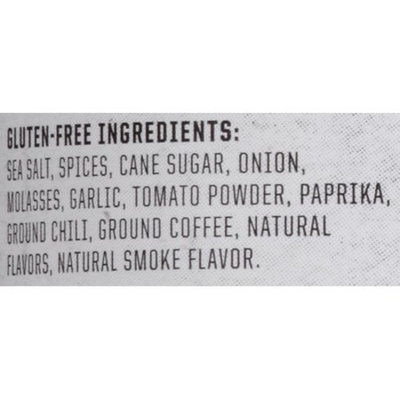 GLUTEN-FREE INGREDIENTS:
SEA SALT, SPICES, CANE SUGAR, ONION,
MOLASSES, GARLIC, TOMATO POWDER, PAPRIKA,
GROUND CHILI, GROUND COFFEE, NATURAL
FLAVORS, NATURAL SMOKE FLAVOR.